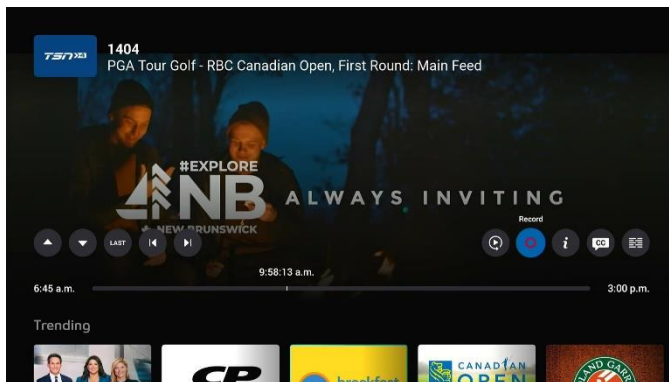 TSN
1404
PGA Tour Golf - RBC Canadian Open, First Round: Main Feed
#EXPLORE
NB
NEW BRUNSWICK
ALWAYS INVITING
Record
LAST
i
CC
9:58:13 a.m.
6:45 a.m.
3:00 p.m.
Trending
CP
breakfast
CANADIAN
OPEN